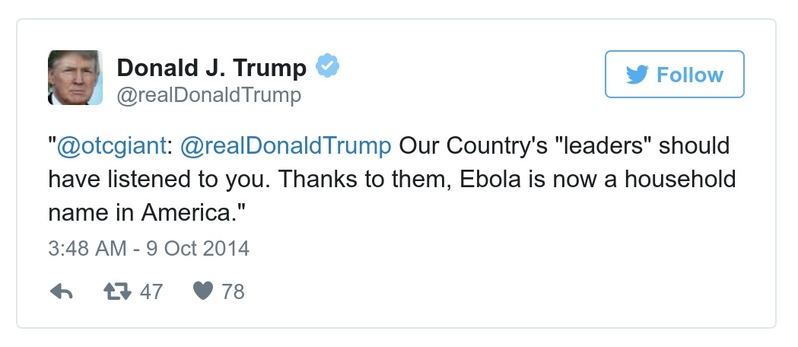 Donald J. Trump
@realDonaldTrump
Follow
"@otcgiant: @realDonaldTrump Our Country's "leaders" should
have listened to you. Thanks to them, Ebola is now a household
name in America."
3:48 AM - 9 Oct 2014
47 78